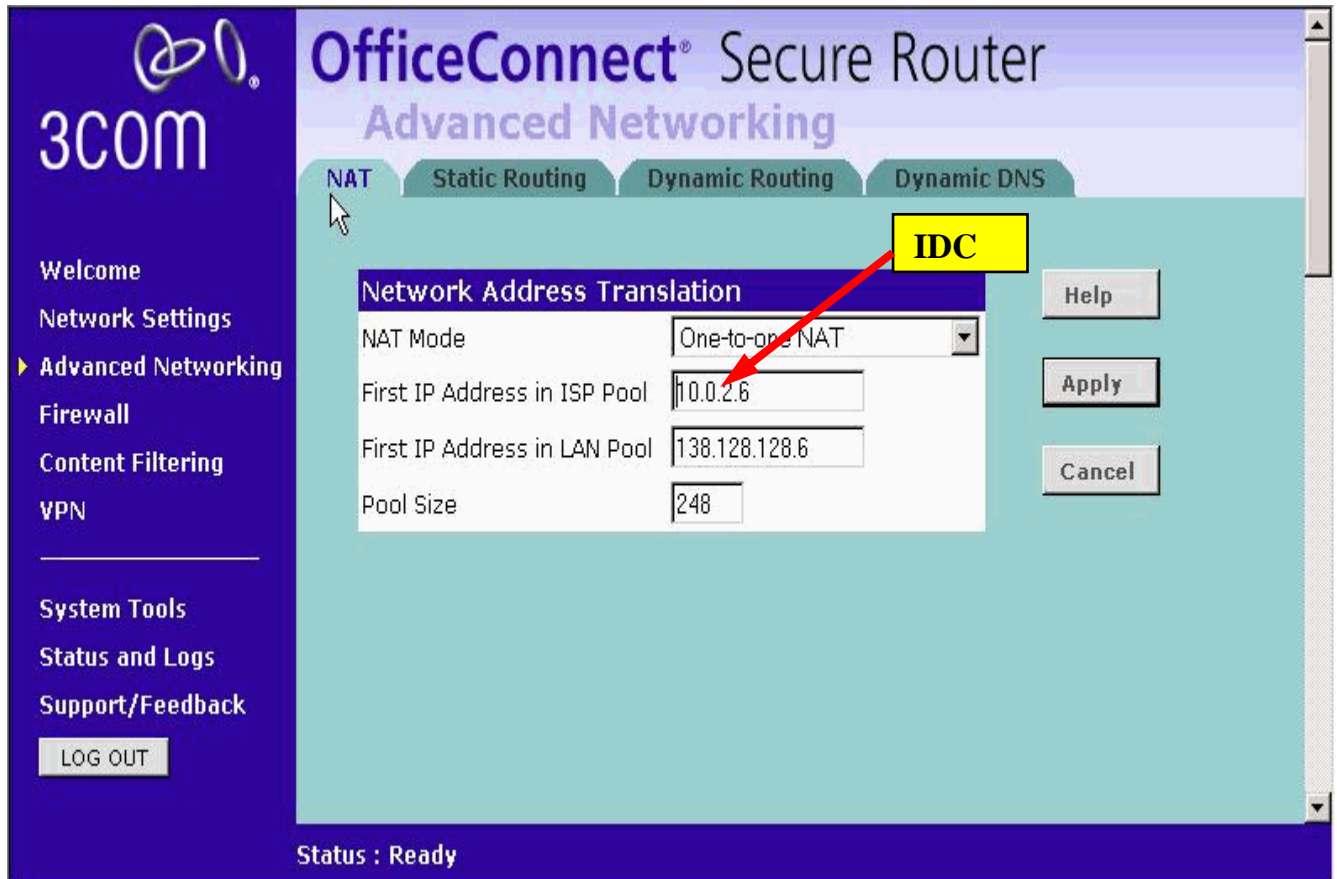 3COM
OfficeConnect® Secure Router
Advanced Networking
NAT Static Routing Dynamic Routing Dynamic DNS
IDC
Welcome
Network Settings
Advanced Networking
Firewall
Content Filtering
VPN
System Tools
Status and Logs
Support/Feedback
LOG OUT
Network Address Translation
NAT Mode One-to-one NAT
First IP Address in ISP Pool 10.0.2.6
First IP Address in LAN Pool 138.128.128.6
Pool Size 248
Help
Apply
Cancel
Status : Ready